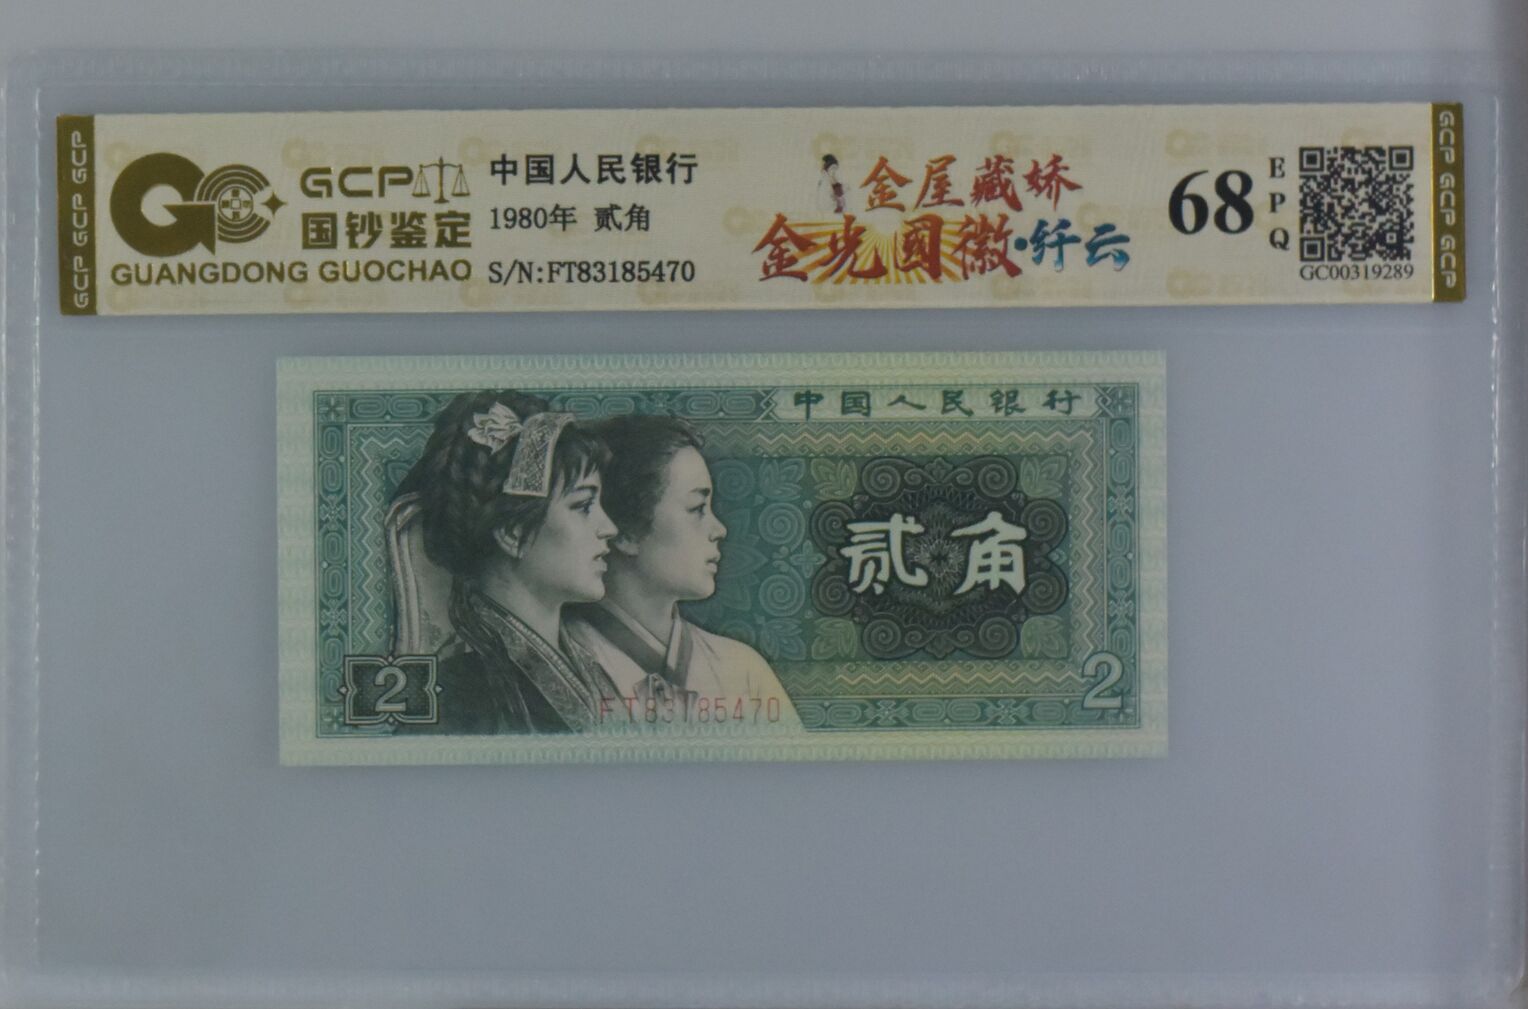 GCP GCP GCP
GCP
国钞鉴定
GUANGDONG GUOCHAO
中国人民银行
1980年 贰角
S/N:FT83185470
金屋藏娇
金光國徽·纤云
68
EPQ
GC00319289
GCP GCP GCP
中国人民银行
贰角
2
2
FT83185470